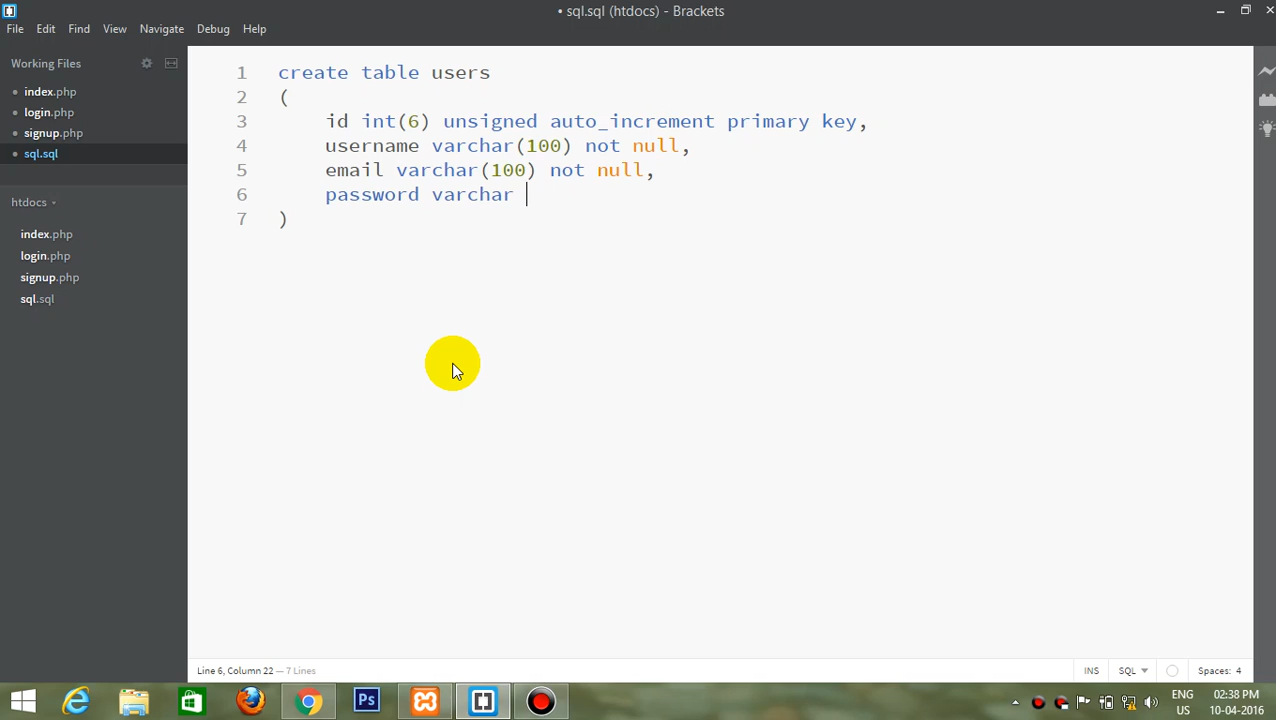 • sql.sql (htdocs) - Brackets
File Edit Find View Navigate Debug Help
Working Files
index.php
login.php
signup.php
sql.sql
htdocs
index.php
login.php
signup.php
sql.sql
1 create table users
2 (
3 id int(6) unsigned auto_increment primary key,
4 username varchar(100) not null,
5 email varchar(100) not null,
6 password varchar
7 )
Line 6, Column 22 — 7 Lines
INS SQL Spaces: 4
Ps
ENG 02:38 PM
US 10-04-2016